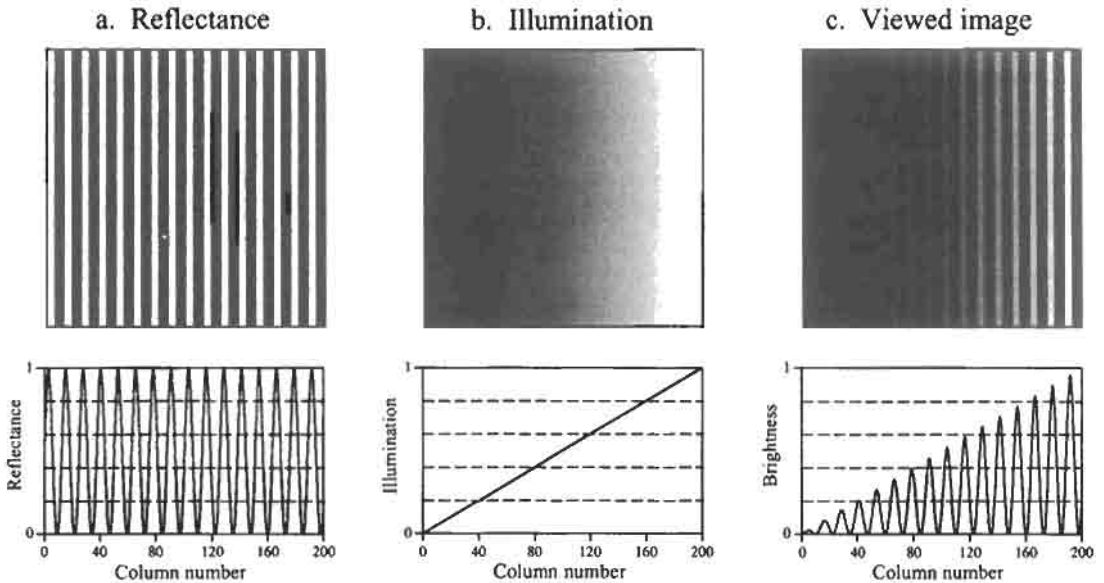 a. Reflectance
b. Illumination
c. Viewed image
1
Reflectance
0
0 40 80 120 160 200
Column number
1
Illumination
0
0 40 80 120 160 200
Column number
1
Brightness
0
0 40 80 120 160 200
Column number